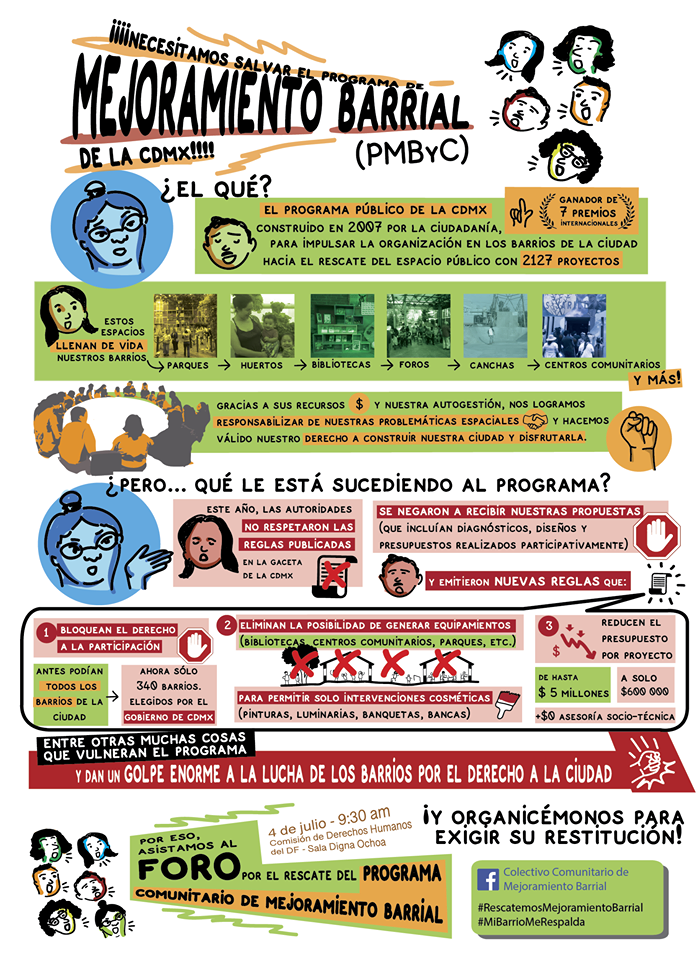 ¡¡¡¡NECESITAMOS SALVAR EL PROGRAMA DE
MEJORAMIENTO BARRIAL
DE LA CDMX!!!!
(PMBYC)
¿EL QUÉ?
EL PROGRAMA PÚBLICO DE LA CDMX
CONSTRUIDO EN 2007 POR LA CIUDADANÍA,
PARA IMPULSAR LA ORGANIZACIÓN EN LOS BARRIOS DE LA CIUDAD
HACIA EL RESCATE DEL ESPACIO PÚBLICO CON 2127 PROYECTOS
GANADOR DE
7 PREMIOS
INTERNACIONALES
ESTOS
ESPACIOS
LLENAN DE VIDA
NUESTROS BARRIOS
PARQUES
HUERTOS
BIBLIOTECAS
FOROS
CANCHAS
CENTROS COMUNITARIOS
Y MÁS!
GRACIAS A SUS RECURSOS $ Y NUESTRA AUTOGESTIÓN, NOS LOGRAMOS
RESPONSABILIZAR DE NUESTRAS PROBLEMÁTICAS ESPACIALES Y HACEMOS
VÁLIDO NUESTRO DERECHO A CONSTRUIR NUESTRA CIUDAD Y DISFRUTARLA.
¿PERO... QUÉ LE ESTÁ SUCEDIENDO AL PROGRAMA?
ESTE AÑO, LAS AUTORIDADES
NO RESPETARON LAS
REGLAS PUBLICADAS
EN LA GACETA
DE LA CDMX
SE NEGARON A RECIBIR NUESTRAS PROPUESTAS
(QUE INCLUÍAN DIAGNÓSTICOS, DISEÑOS Y
PRESUPUESTOS REALIZADOS PARTICIPATIVAMENTE)
Y EMITIERON NUEVAS REGLAS QUE:
1 BLOQUEAN EL DERECHO
A LA PARTICIPACIÓN
ANTES PODÍAN
TODOS LOS
BARRIOS DE LA
CIUDAD
AHORA SÓLO
340 BARRIOS.
ELEGIDOS POR EL
GOBIERNO DE CDMX
2 ELIMINAN LA POSIBILIDAD DE GENERAR EQUIPAMIENTOS
(BIBLIOTECAS, CENTROS COMUNITARIOS, PARQUES, ETC.)
PARA PERMITIR SOLO INTERVENCIONES COSMÉTICAS
(PINTURAS, LUMINARIAS, BANQUETAS, BANCAS)
3
$
REDUCEN EL
PRESUPUESTO
POR PROYECTO
DE HASTA
$ 5 MILLONES
A SOLO
$600 000
+$0 ASESORÍA SOCIO-TÉCNICA
ENTRE OTRAS MUCHAS COSAS
QUE VULNERAN EL PROGRAMA
Y DAN UN GOLPE ENORME A LA LUCHA DE LOS BARRIOS POR EL DERECHO A LA CIUDAD
POR ESO,
ASISTAMOS AL
FORO POR EL RESCATE DEL PROGRAMA
COMUNITARIO DE MEJORAMIENTO BARRIAL
4 de julio - 9:30 am
Comisión de Derechos Humanos
del DF - Sala Digna Ochoa
¡Y ORGANICÉMONOS PARA
EXIGIR SU RESTITUCIÓN!
f Colectivo Comunitario de
Mejoramiento Barrial
#RescatemosMejoramientoBarrial
#MiBarrioMeRespalda